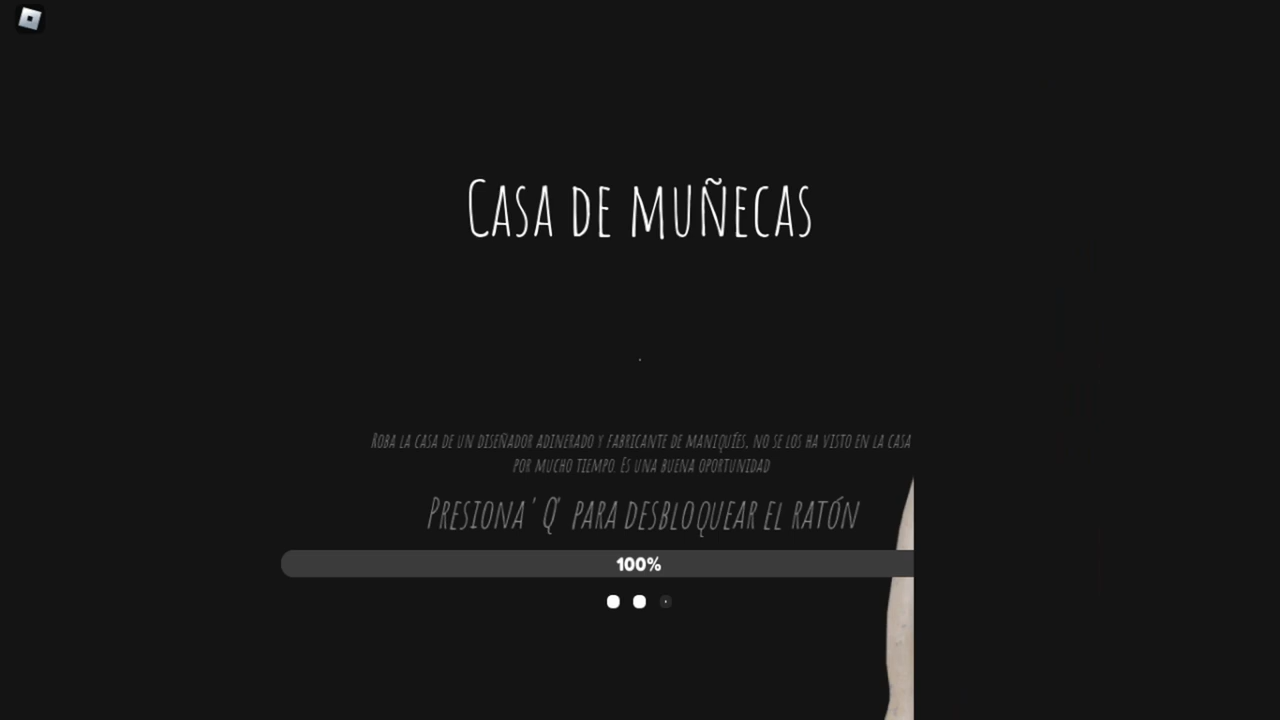 Casa de muñecas
Roba la casa de un diseñador adinerado y fabricante de maniquíes, no se los ha visto en la casa
por mucho tiempo. Es una buena oportunidad
Presiona 'Q' para desbloquear el ratón
100%